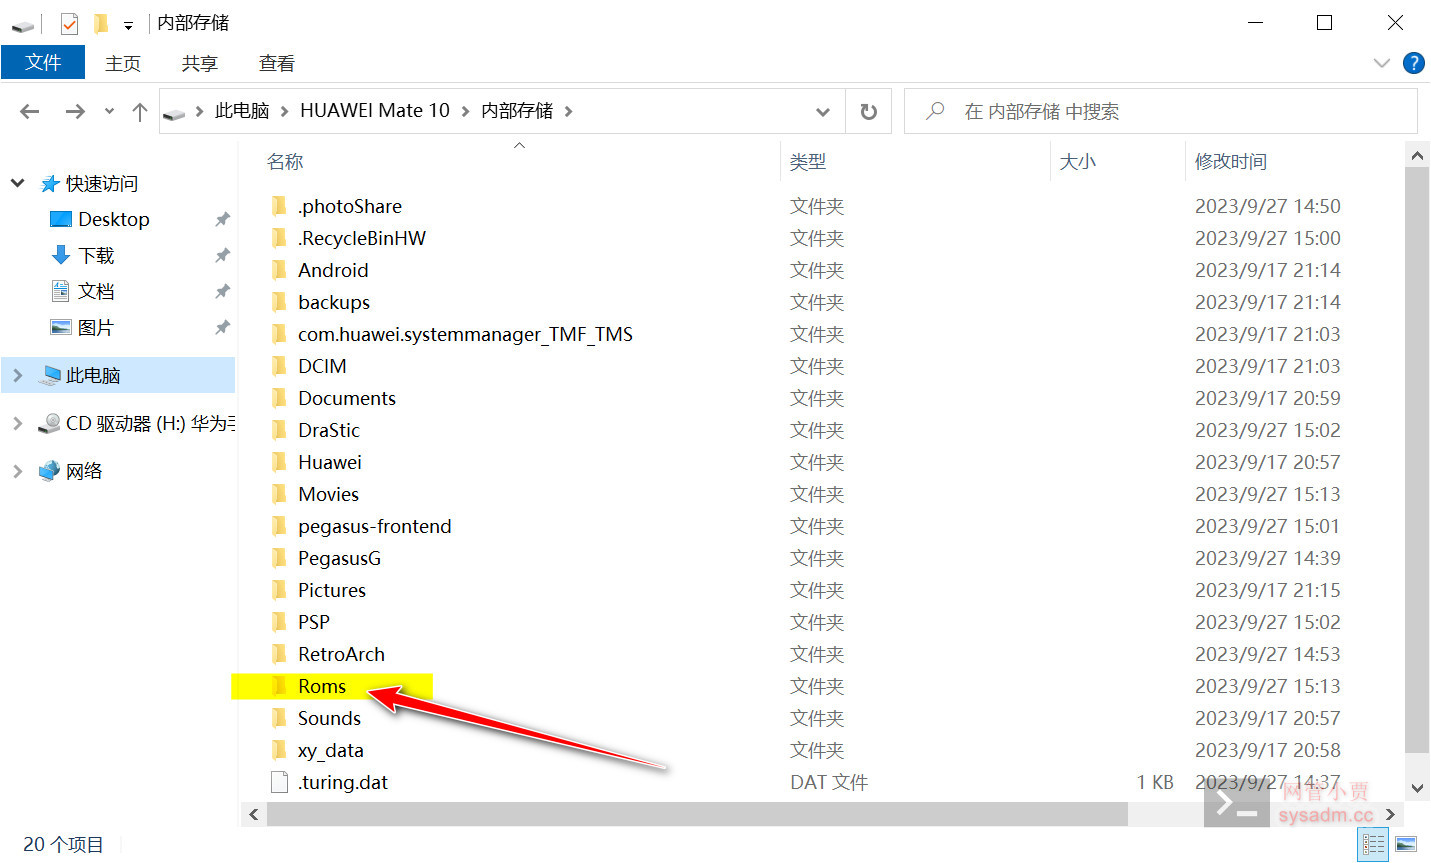 内部存储
文件 主页 共享 查看 ?
此电脑 HUAWEI Mate 10 内部存储 在 内部存储 中搜索
快速访问
Desktop
下载
文档
图片
此电脑
CD 驱动器 (H:) 华为手
网络
名称 类型 大小 修改时间
.photoShare 文件夹 2023/9/27 14:50
.RecycleBinHW 文件夹 2023/9/27 15:00
Android 文件夹 2023/9/17 21:14
backups 文件夹 2023/9/17 21:14
com.huawei.systemmanager_TMF_TMS 文件夹 2023/9/17 21:03
DCIM 文件夹 2023/9/17 21:03
Documents 文件夹 2023/9/17 20:59
DraStic 文件夹 2023/9/27 15:02
Huawei 文件夹 2023/9/17 20:57
Movies 文件夹 2023/9/27 15:13
pegasus-frontend 文件夹 2023/9/27 15:01
PegasusG 文件夹 2023/9/27 14:39
Pictures 文件夹 2023/9/17 21:15
PSP 文件夹 2023/9/27 15:02
RetroArch 文件夹 2023/9/27 14:53
Roms 文件夹 2023/9/27 15:13
Sounds 文件夹 2023/9/17 20:57
xy_data 文件夹 2023/9/17 20:58
.turing.dat DAT 文件 1 KB 2023/9/27 14:37
网管小贾
sysadm.cc
20 个项目